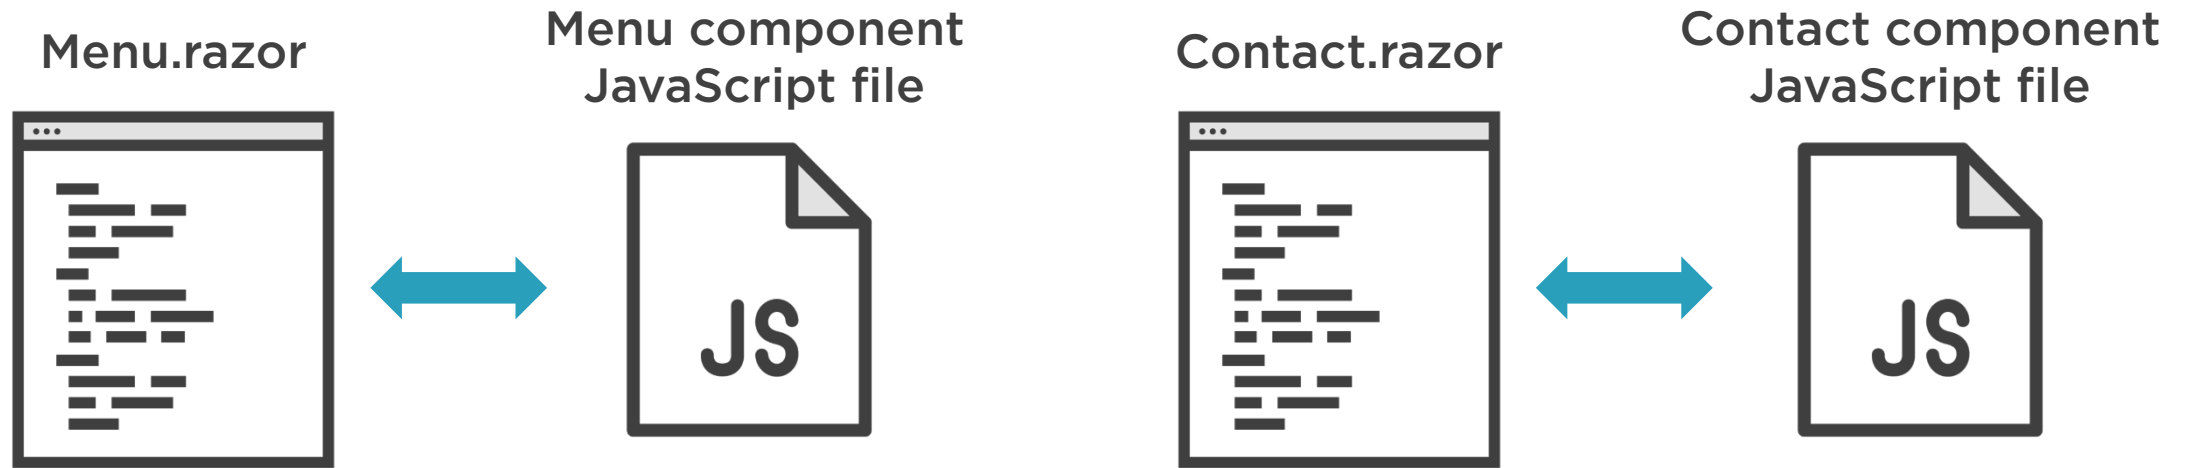 Menu.razor
Menu component
JavaScript file
JS
Contact.razor
Contact component
JavaScript file
JS